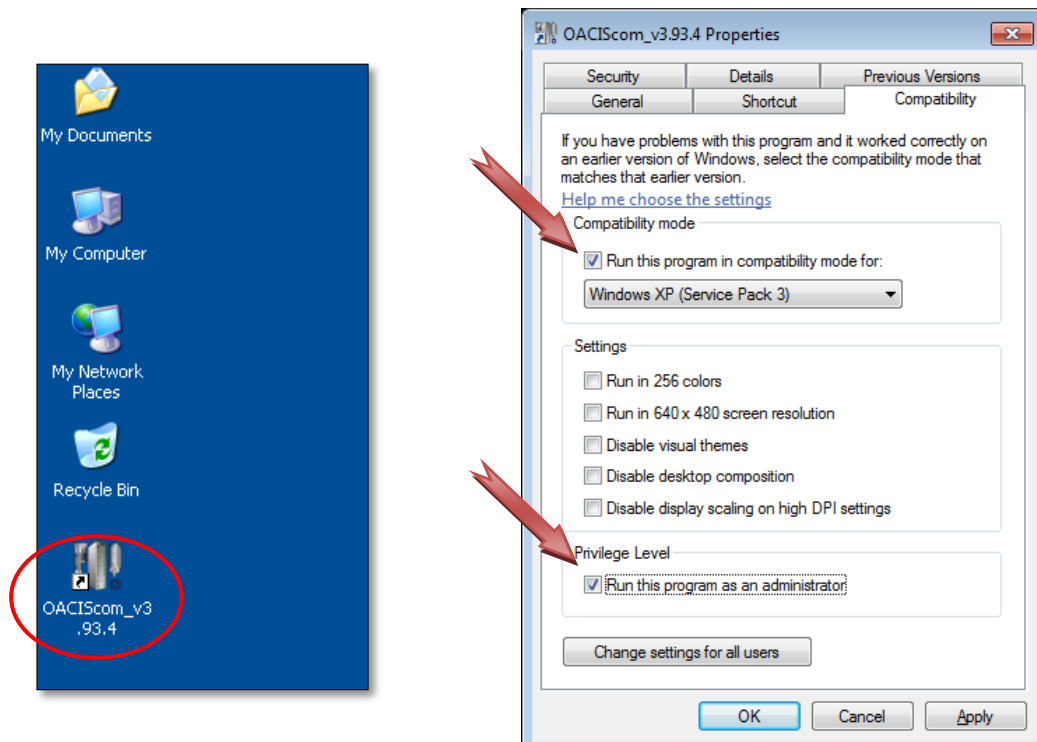 My Documents
My Computer
My Network
Places
Recycle Bin
OACIScom_v3
.93.4
OACIScom_v3.93.4 Properties
Security
Details
Previous Versions
General
Shortcut
Compatibility
If you have problems with this program and it worked correctly on
an earlier version of Windows, select the compatibility mode that
matches that earlier version.
Help me choose the settings
Compatibility mode
Run this program in compatibility mode for:
Windows XP (Service Pack 3)
Settings
Run in 256 colors
Run in 640 x 480 screen resolution
Disable visual themes
Disable desktop composition
Disable display scaling on high DPI settings
Privilege Level
Run this program as an administrator
Change settings for all users
OK
Cancel
Apply